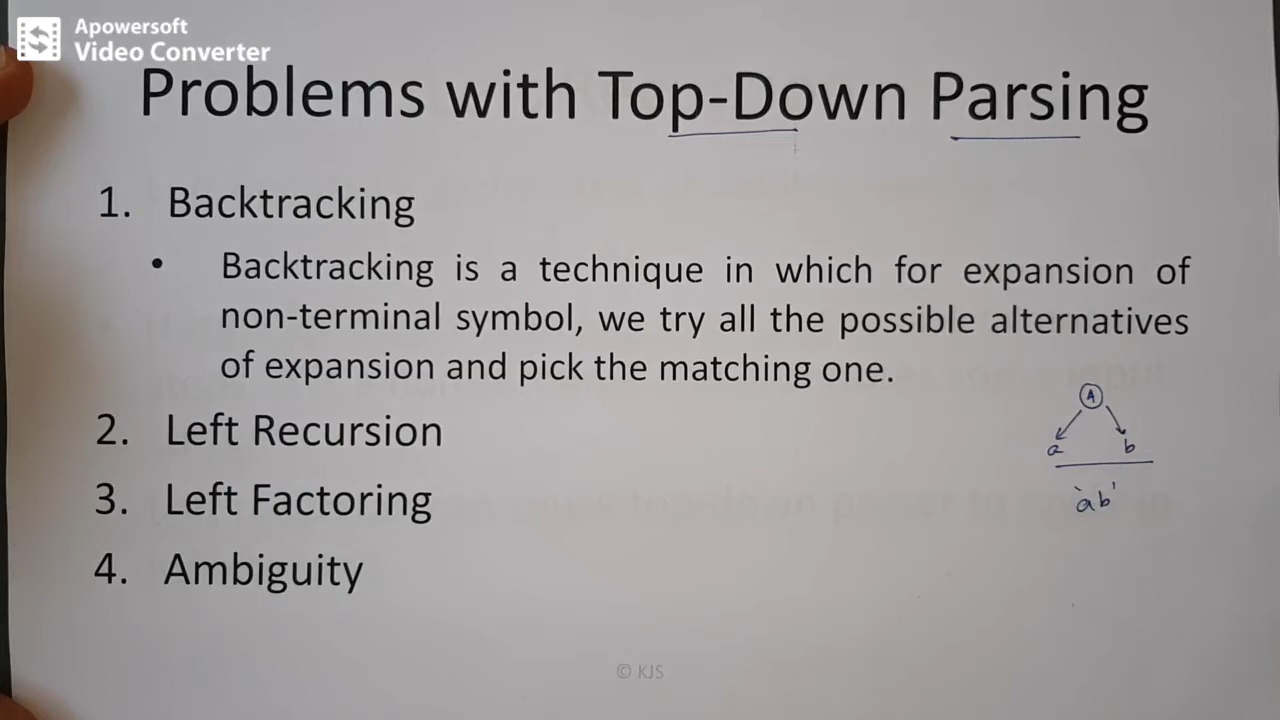 Apowersoft
Video Converter
Problems with Top-Down Parsing
1. Backtracking
• Backtracking is a technique in which for expansion of
non-terminal symbol, we try all the possible alternatives
of expansion and pick the matching one.
A
a b
'ab'
2. Left Recursion
3. Left Factoring
4. Ambiguity
© KJS